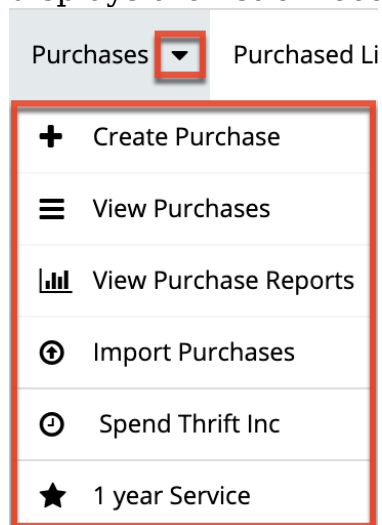 Purchases Purchased Li
Create Purchase
View Purchases
View Purchase Reports
Import Purchases
Spend Thrift Inc
1 year Service